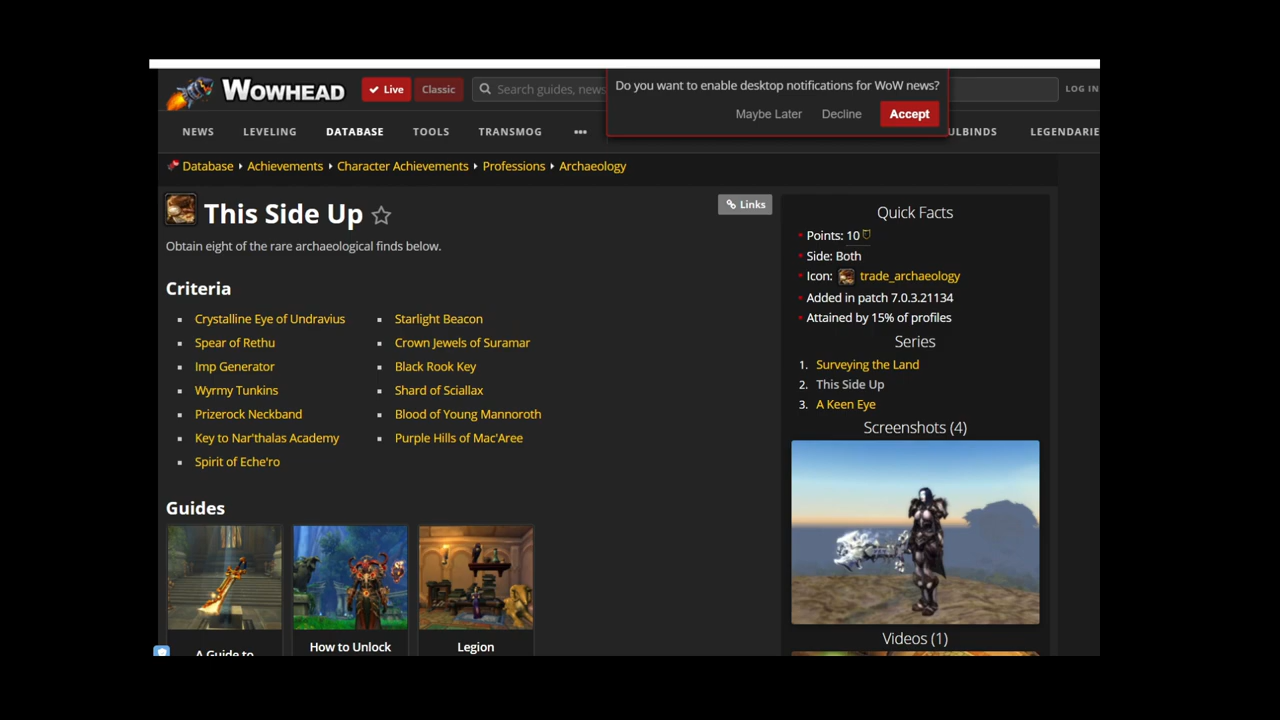 WOWHEAD
Live
Classic
Search guides, news
Do you want to enable desktop notifications for WoW news?
Maybe Later
Decline
Accept
LOG IN
NEWS
LEVELING
DATABASE
TOOLS
TRANSMOG
•••
ULBINDS
LEGENDARIE
Database ‣ Achievements ‣ Character Achievements ‣ Professions ‣ Archaeology
This Side Up
Links
Obtain eight of the rare archaeological finds below.
Criteria
Crystalline Eye of Undravius
Spear of Rethu
Imp Generator
Wyrmy Tunkins
Prizerock Neckband
Key to Nar'thalas Academy
Spirit of Eche'ro
Starlight Beacon
Crown Jewels of Suramar
Black Rook Key
Shard of Sciallax
Blood of Young Mannoroth
Purple Hills of Mac'Aree
Guides
A Guide to
How to Unlock
Legion
Quick Facts
Points: 10
Side: Both
Icon: trade_archaeology
Added in patch 7.0.3.21134
Attained by 15% of profiles
Series
1. Surveying the Land
2. This Side Up
3. A Keen Eye
Screenshots (4)
Videos (1)